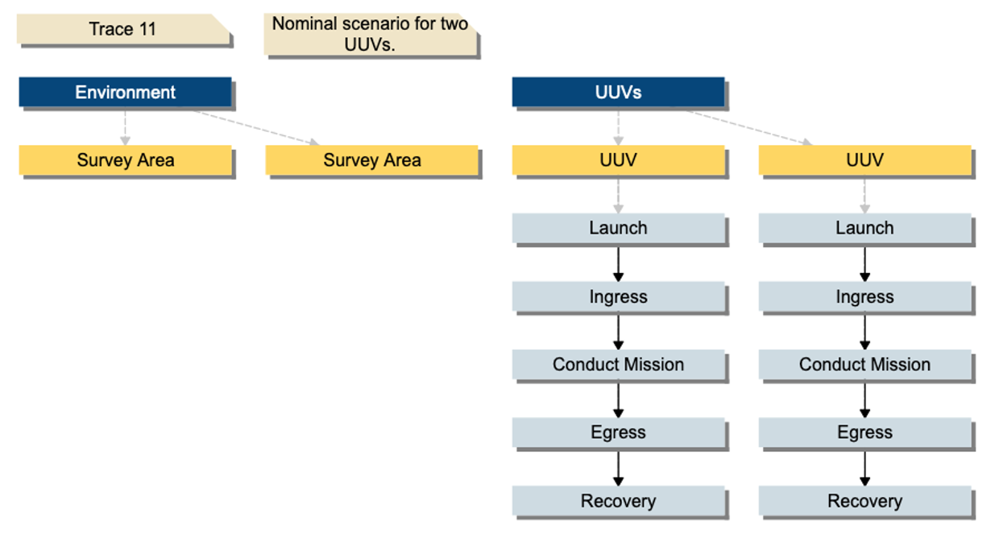 Trace 11
Nominal scenario for two
UUVs.
Environment
UUVs
Survey Area
Survey Area
UUV
UUV
Launch
Launch
Ingress
Ingress
Conduct Mission
Conduct Mission
Egress
Egress
Recovery
Recovery